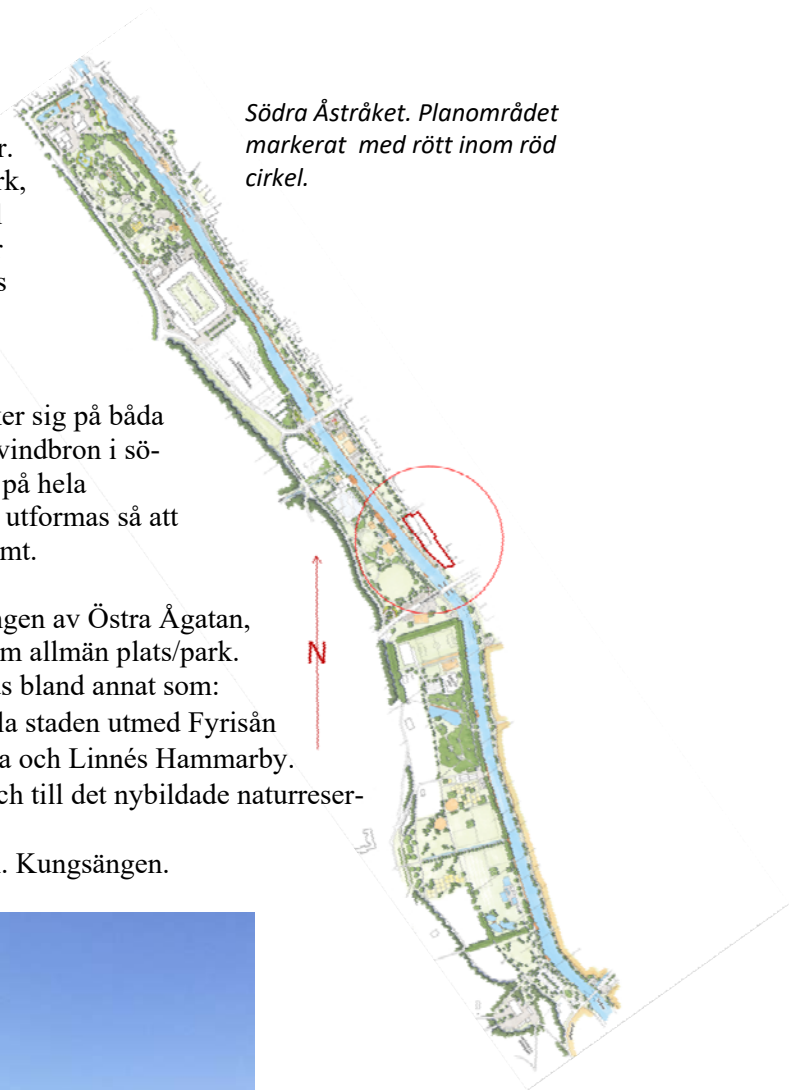 Södra Åstråket. Planområdet
markerat med rött inom röd
cirkel.
r.
rk,
s
ker sig på båda
vindbron i sö-
på hela
utformas så att
mt.
ngen av Östra Ågatan,
m allmän plats/park.
s bland annat som:
la staden utmed Fyrisån
a och Linnés Hammarby.
ch till det nybildade naturreser-
. Kungsängen.
N